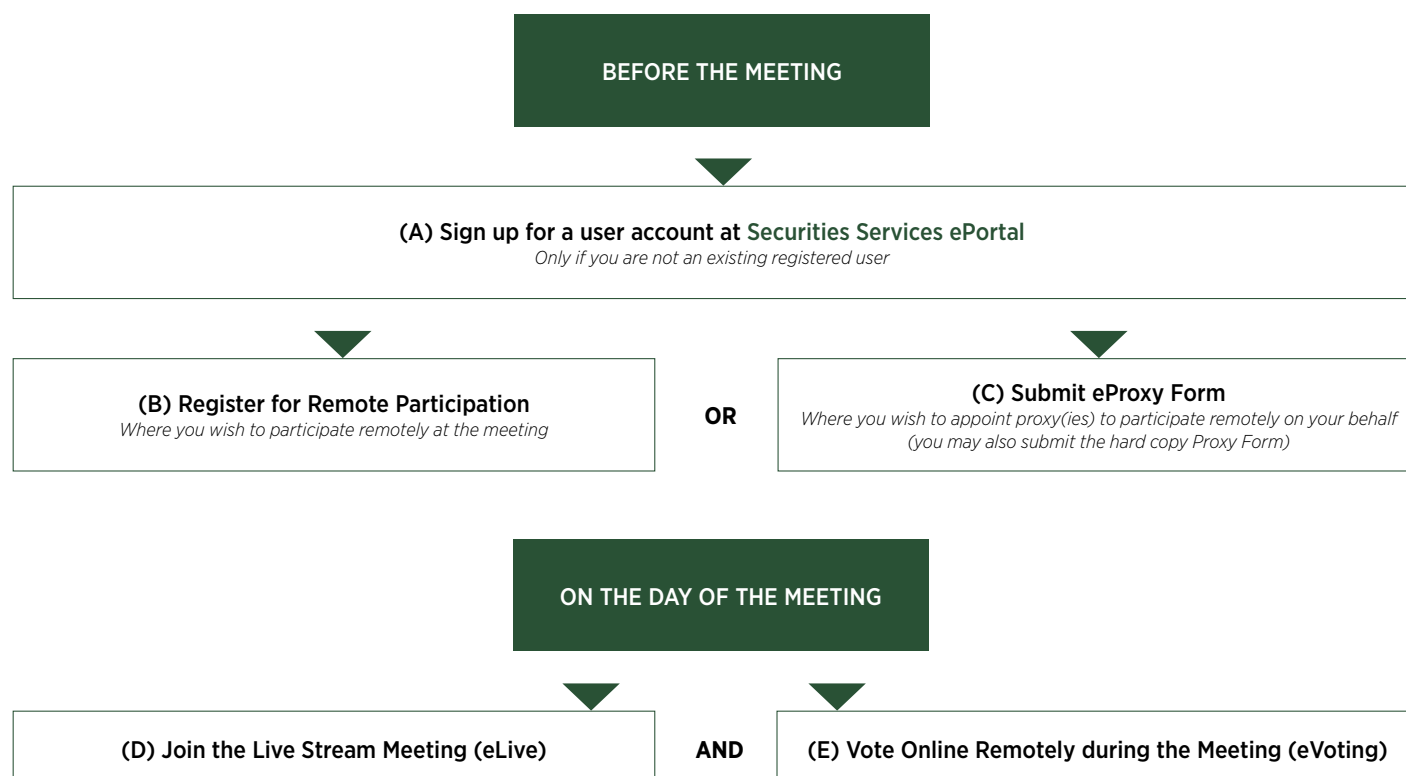 BEFORE THE MEETING
(A) Sign up for a user account at Securities Services ePortal
Only if you are not an existing registered user
(B) Register for Remote Participation
Where you wish to participate remotely at the meeting
OR
(C) Submit eProxy Form
Where you wish to appoint proxy(ies) to participate remotely on your behalf
(you may also submit the hard copy Proxy Form)
ON THE DAY OF THE MEETING
(D) Join the Live Stream Meeting (eLive)
AND
(E) Vote Online Remotely during the Meeting (eVoting)